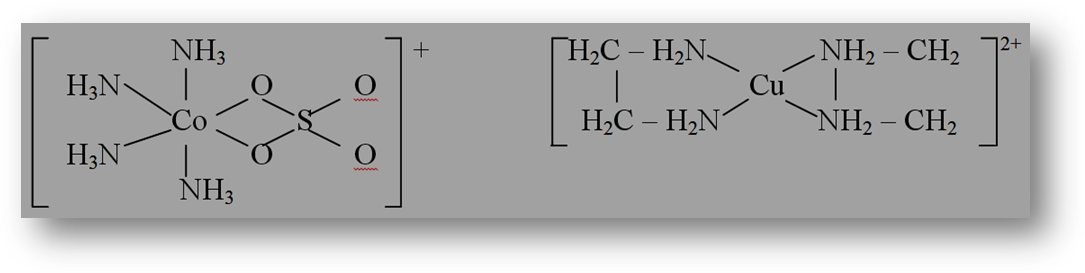 NH₃ + H₂C – H₂N NH₂ – CH₂ 2+
H₃N O O Cu
Co S
H₃N O O H₂C – H₂N NH₂ – CH₂
NH₃